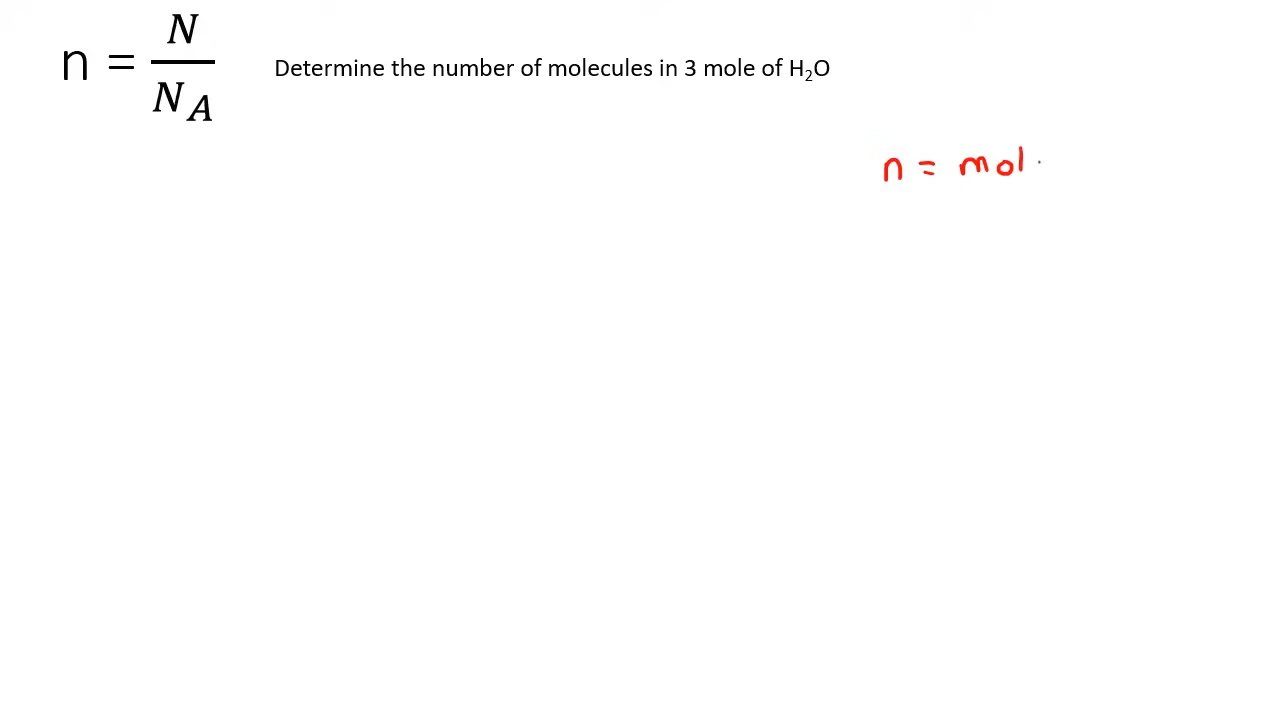 n = N/N_A
Determine the number of molecules in 3 mole of H₂O
n = mol